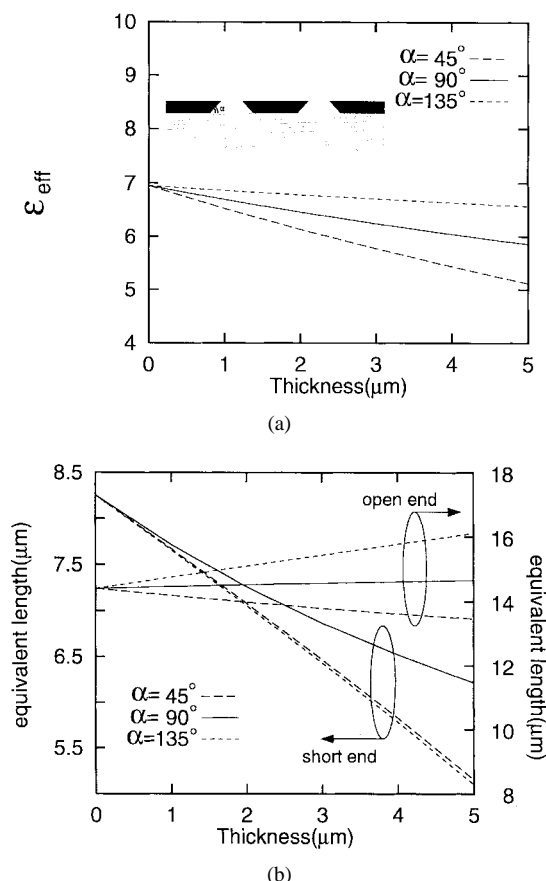 10
9
8
7
6
5
4
ε eff
α= 45°
α= 90°
α=135°
α
0 1 2 3 4 5
Thickness(μm)
(a)
8.5
7.5
6.5
5.5
equivalent length(μm)
18
16
14
12
10
8
equivalent length(μm)
open end
α= 45°
α= 90°
α=135°
short end
0 1 2 3 4 5
Thickness(μm)
(b)